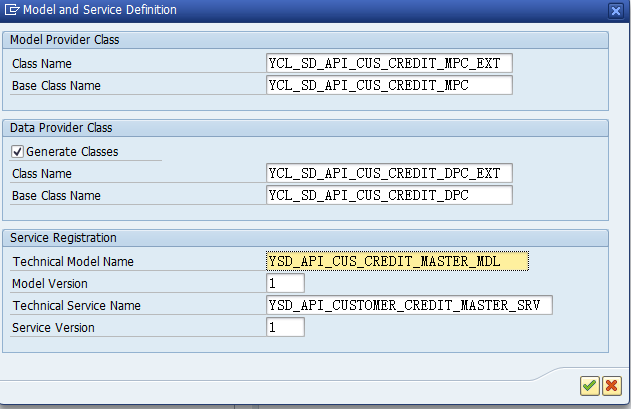 Model and Service Definition
Model Provider Class
Class Name YCL_SD_API_CUS_CREDIT_MPC_EXT
Base Class Name YCL_SD_API_CUS_CREDIT_MPC
Data Provider Class
Generate Classes
Class Name YCL_SD_API_CUS_CREDIT_DPC_EXT
Base Class Name YCL_SD_API_CUS_CREDIT_DPC
Service Registration
Technical Model Name YSD_API_CUS_CREDIT_MASTER_MDL
Model Version 1
Technical Service Name YSD_API_CUSTOMER_CREDIT_MASTER_SRV
Service Version 1